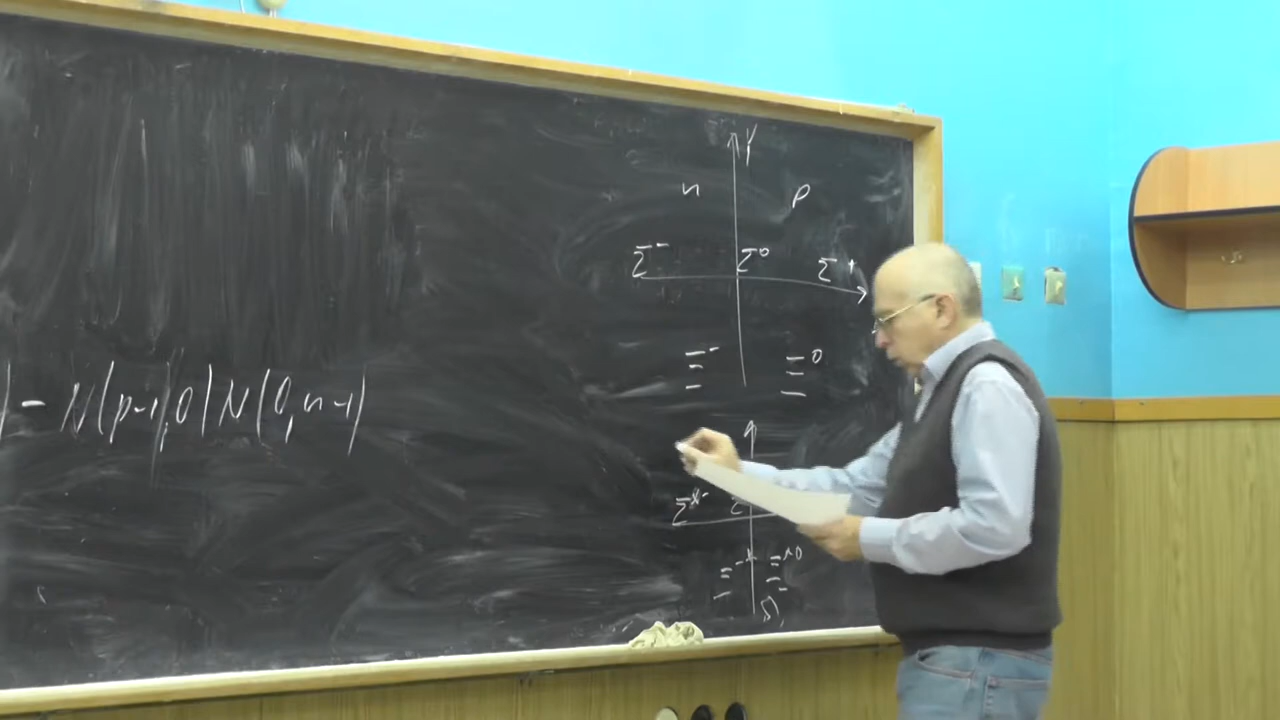 ) - N(p-1,0) N(0,n-1)
Y
n p
Σ⁻ Σ⁰ Σ⁺
Ξ⁻ Ξ⁰
Σ*⁻ Σ
Ξ⁻* Ξ*⁰
Ω